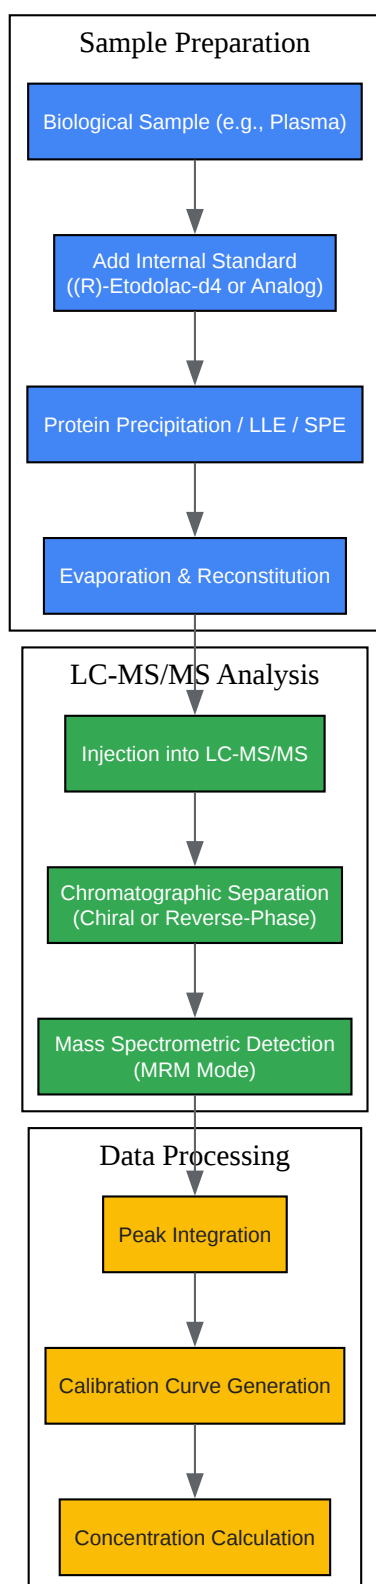 Sample Preparation
Biological Sample (e.g., Plasma)
Add Internal Standard
((R)-Etodolac-d4 or Analog)
Protein Precipitation / LLE / SPE
Evaporation & Reconstitution
LC-MS/MS Analysis
Injection into LC-MS/MS
Chromatographic Separation
(Chiral or Reverse-Phase)
Mass Spectrometric Detection
(MRM Mode)
Data Processing
Peak Integration
Calibration Curve Generation
Concentration Calculation